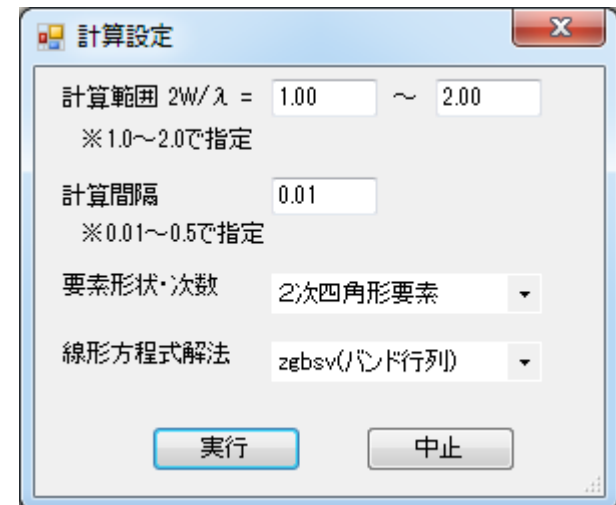 計算設定
計算範囲 2W/λ = 1.00 ～ 2.00
※1.0～2.0で指定
計算間隔 0.01
※0.01～0.5で指定
要素形状・次数 2次四角形要素
線形方程式解法 zgbsv(バンド行列)
実行 中止